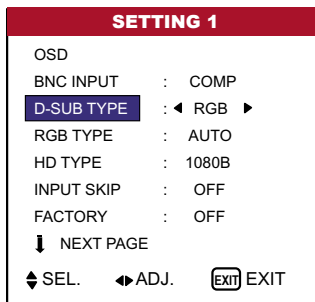 SETTING 1
OSD
BNC INPUT : COMP
D-SUB TYPE : ◀ RGB ▶
RGB TYPE : AUTO
HD TYPE : 1080B
INPUT SKIP : OFF
FACTORY : OFF
NEXT PAGE
SEL. ADJ. EXIT EXIT